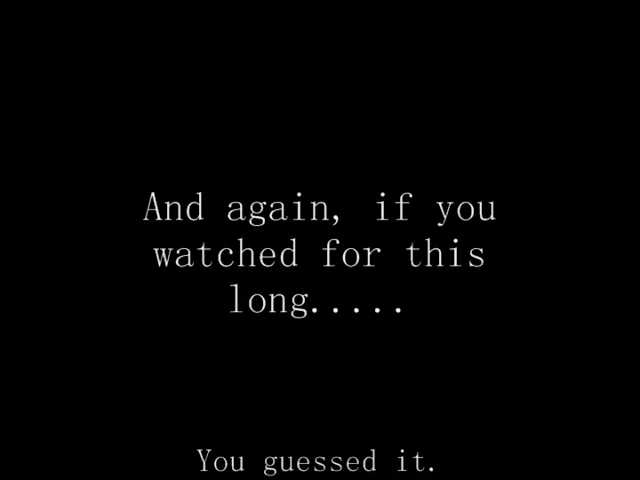 And again, if you
watched for this
long.....
You guessed it.